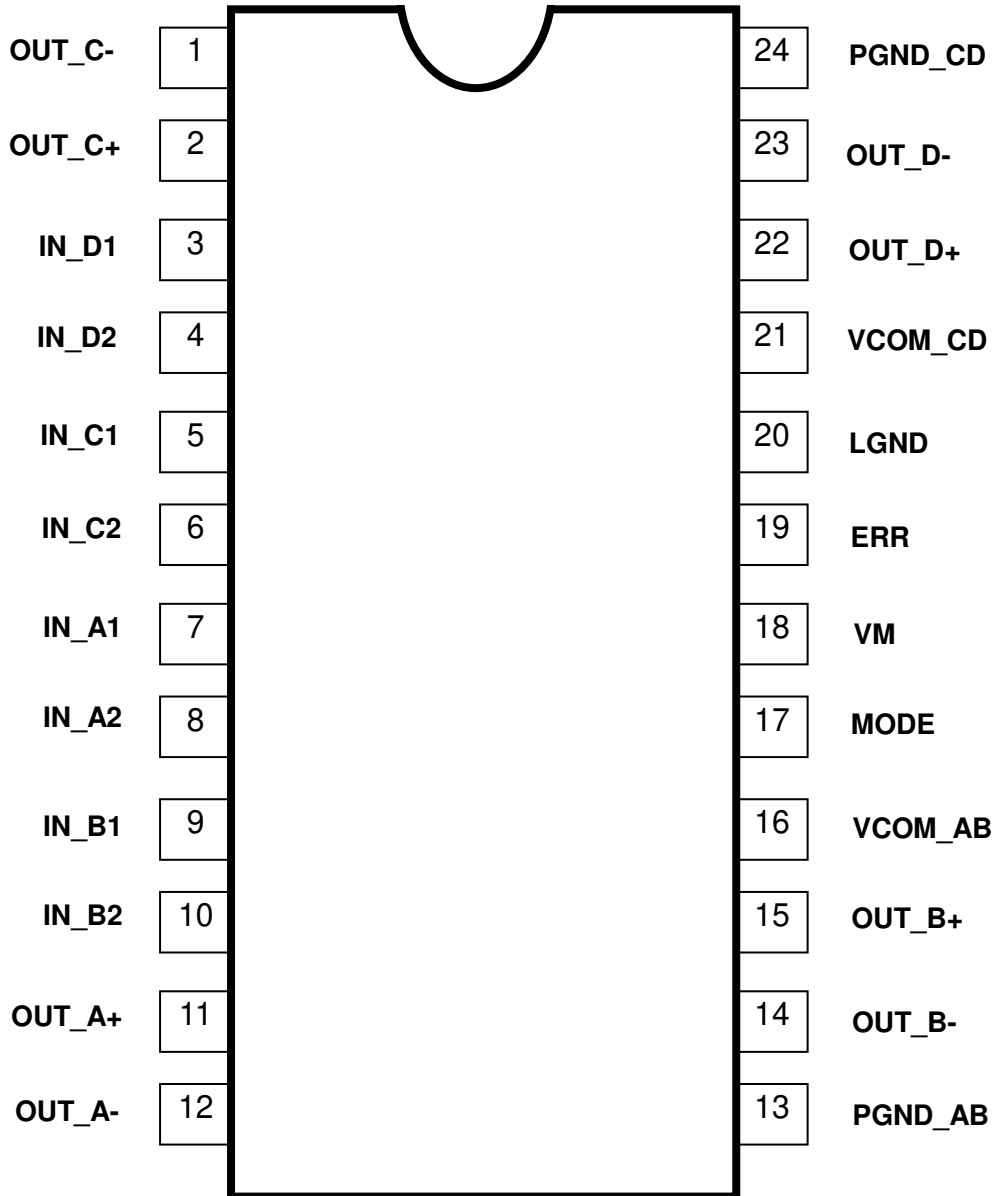 OUT_C- 1 24 PGND_CD
OUT_C+ 2 23 OUT_D-
IN_D1 3 22 OUT_D+
IN_D2 4 21 VCOM_CD
IN_C1 5 20 LGND
IN_C2 6 19 ERR
IN_A1 7 18 VM
IN_A2 8 17 MODE
IN_B1 9 16 VCOM_AB
IN_B2 10 15 OUT_B+
OUT_A+ 11 14 OUT_B-
OUT_A- 12 13 PGND_AB